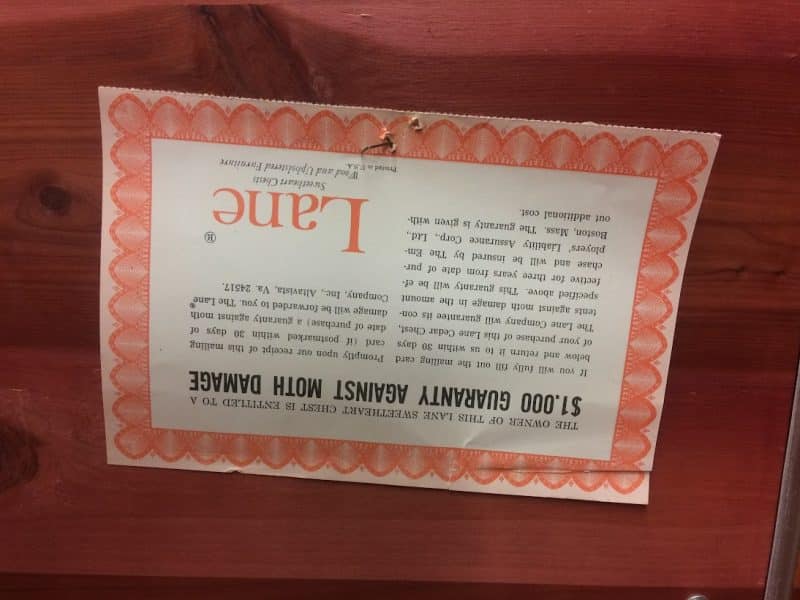 THE OWNER OF THIS LANE SWEETHEART CHEST IS ENTITLED TO A
$1.000 GUARANTY AGAINST MOTH DAMAGE
If you will fully fill out the mailing card
below and return it to us within 30 days
of your purchase of this Lane Cedar Chest,
The Lane Company will guarantee its con-
tents against moth damage in the amount
specified above. This guaranty will be ef-
fective for three years from date of pur-
chase and will be insured by The Em-
ployers' Liability Assurance Corp., Ltd.,
Boston, Mass. The guaranty is given with-
out additional cost.
Promptly upon our receipt of this mailing
card (if postmarked within 30 days of
date of purchase) a guaranty against moth
damage will be forwarded to you. The Lane®
Company, Inc., Altavista, Va. 24517.
Lane®
Sweetheart Chests
Wood and Upholstered Furniture
Printed in U.S.A.